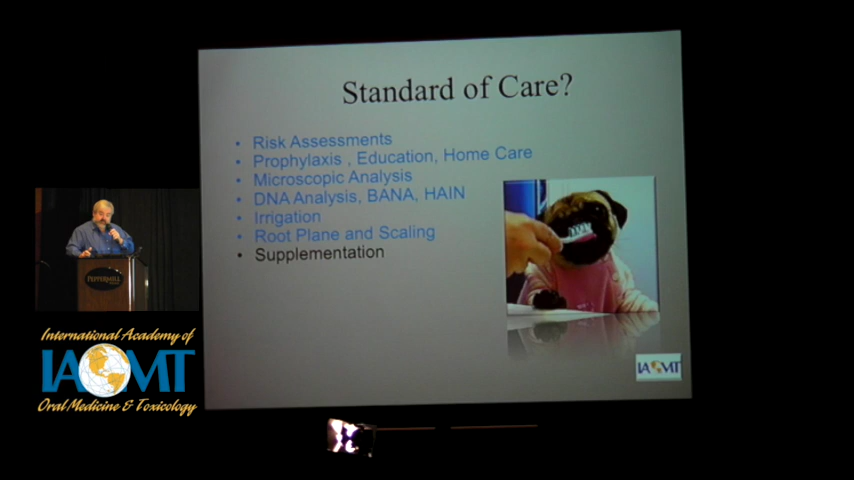 Standard of Care?
• Risk Assessments
• Prophylaxis , Education, Home Care
• Microscopic Analysis
• DNA Analysis, BANA, HAIN
• Irrigation
• Root Plane and Scaling
• Supplementation
PEPPERMILL
International Academy of
IAOMT
Oral Medicine & Toxicology
IAOMT